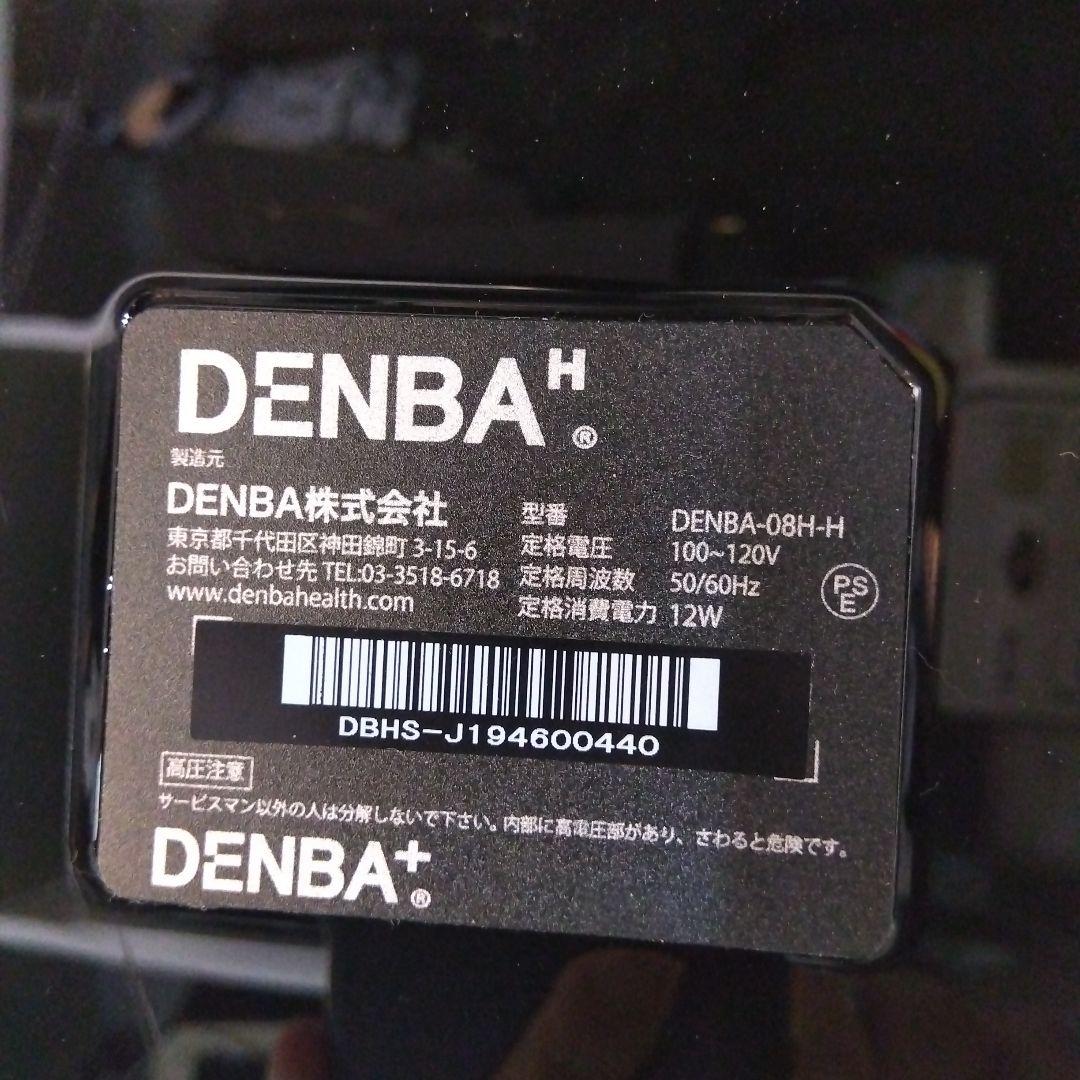 DENBA H ®
製造元
DENBA株式会社
東京都千代田区神田錦町 3-15-6
お問い合わせ先 TEL:03-3518-6718
www.denbahealth.com
型番 DENBA-08H-H
定格電圧 100~120V
定格周波数 50/60Hz
定格消費電力 12W
PS
E
DBHS-J194600440
高圧注意
サービスマン以外の人は分解しないで下さい。内部に高電圧部があり、さわると危険です。
DENBA+ ®